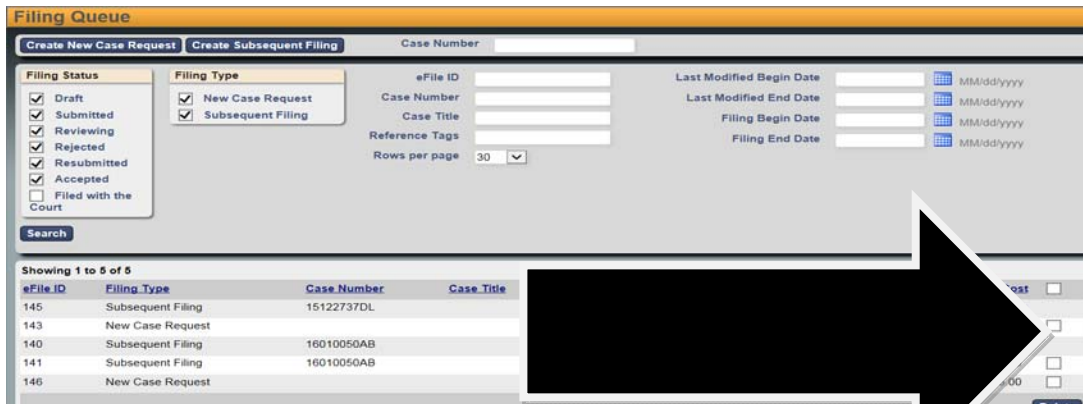 Filing Queue
Create New Case Request Create Subsequent Filing Case Number
Filing Status Filing Type eFile ID Last Modified Begin Date MM/dd/yyyy
Draft New Case Request Case Number Last Modified End Date MM/dd/yyyy
Submitted Subsequent Filing Case Title Filing Begin Date MM/dd/yyyy
Reviewing Reference Tags Filing End Date MM/dd/yyyy
Rejected Rows per page 30
Resubmitted
Accepted
Filed with the
Court
Search
Showing 1 to 5 of 5
eFile ID Filing Type Case Number Case Title
145 Subsequent Filing 15122737DL
143 New Case Request
140 Subsequent Filing 16010050AB
141 Subsequent Filing 16010050AB
146 New Case Request